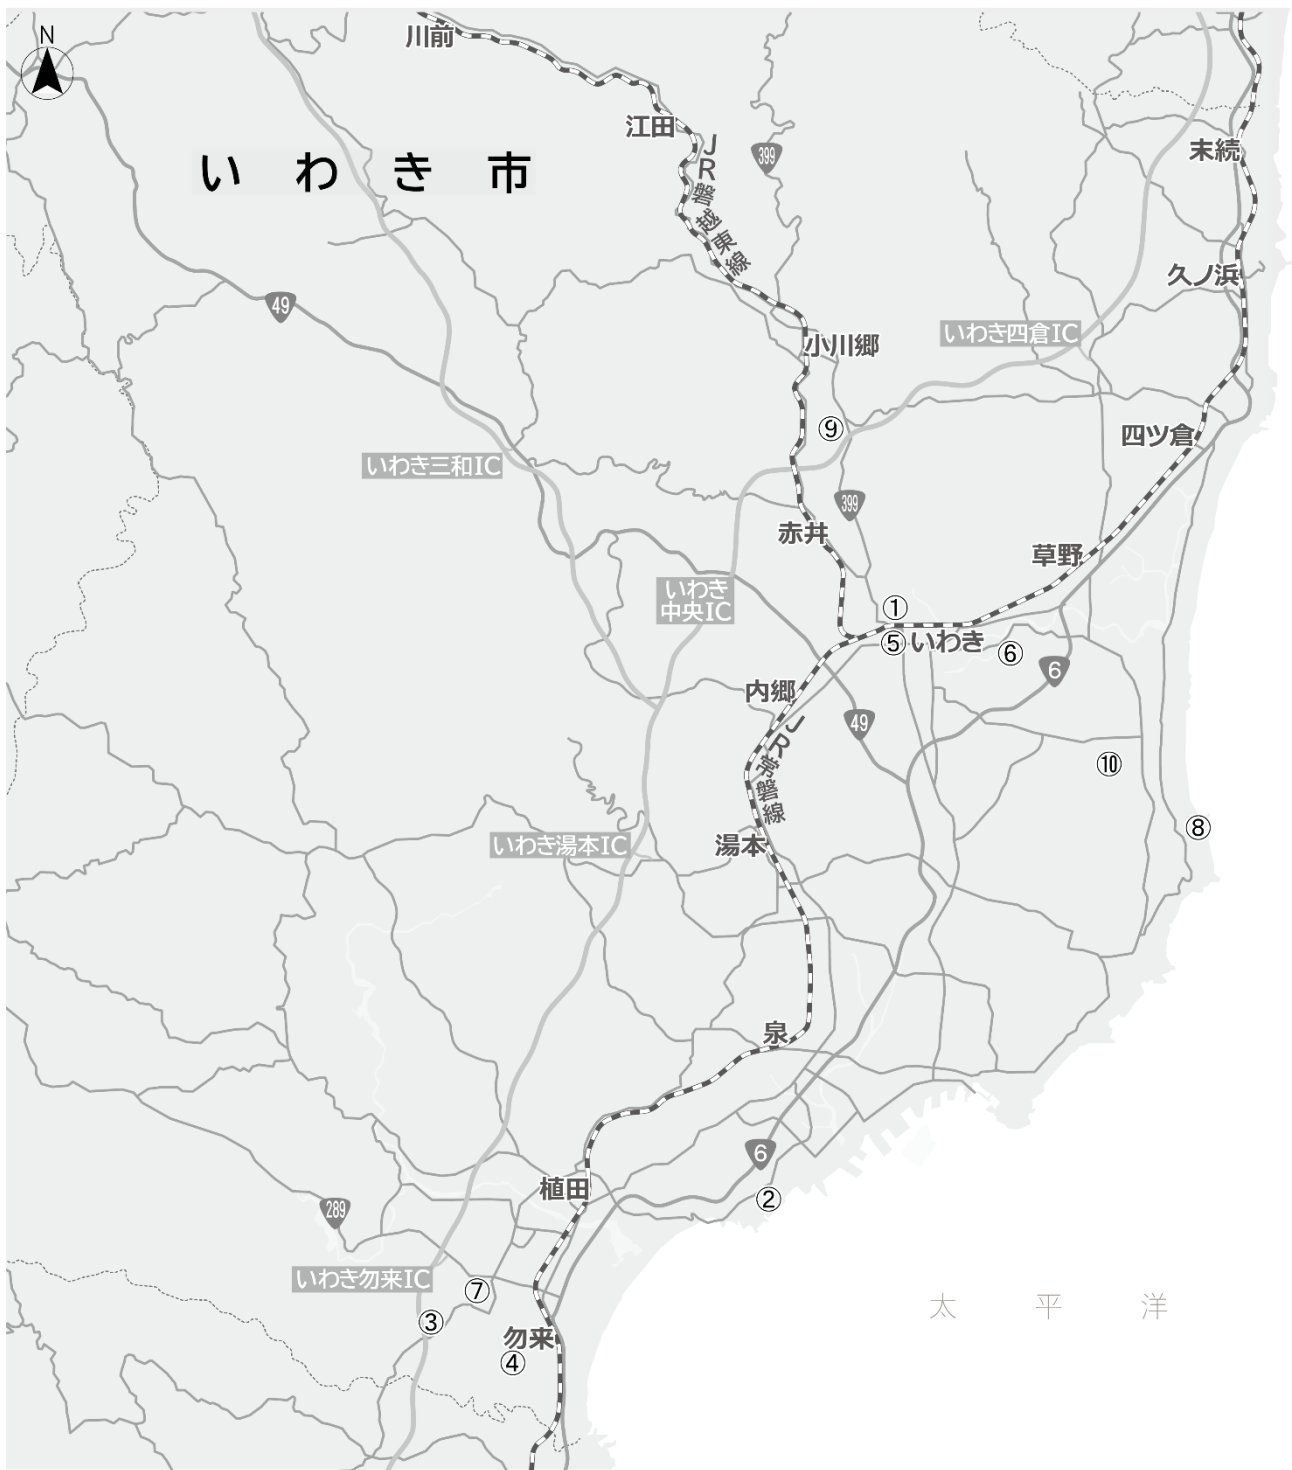 N
川前
江田
いわき市
399
JR磐越東線
末続
久ノ浜
49
いわき四倉IC
小川郷
⑨
四ツ倉
いわき三和IC
399
赤井
草野
いわき
中央IC
①
⑤
いわき
⑥
6
内郷
49
JR常磐線
⑩
⑧
いわき湯本IC
湯本
泉
6
植田
②
289
いわき勿来IC
⑦
③
勿来
④
太平洋